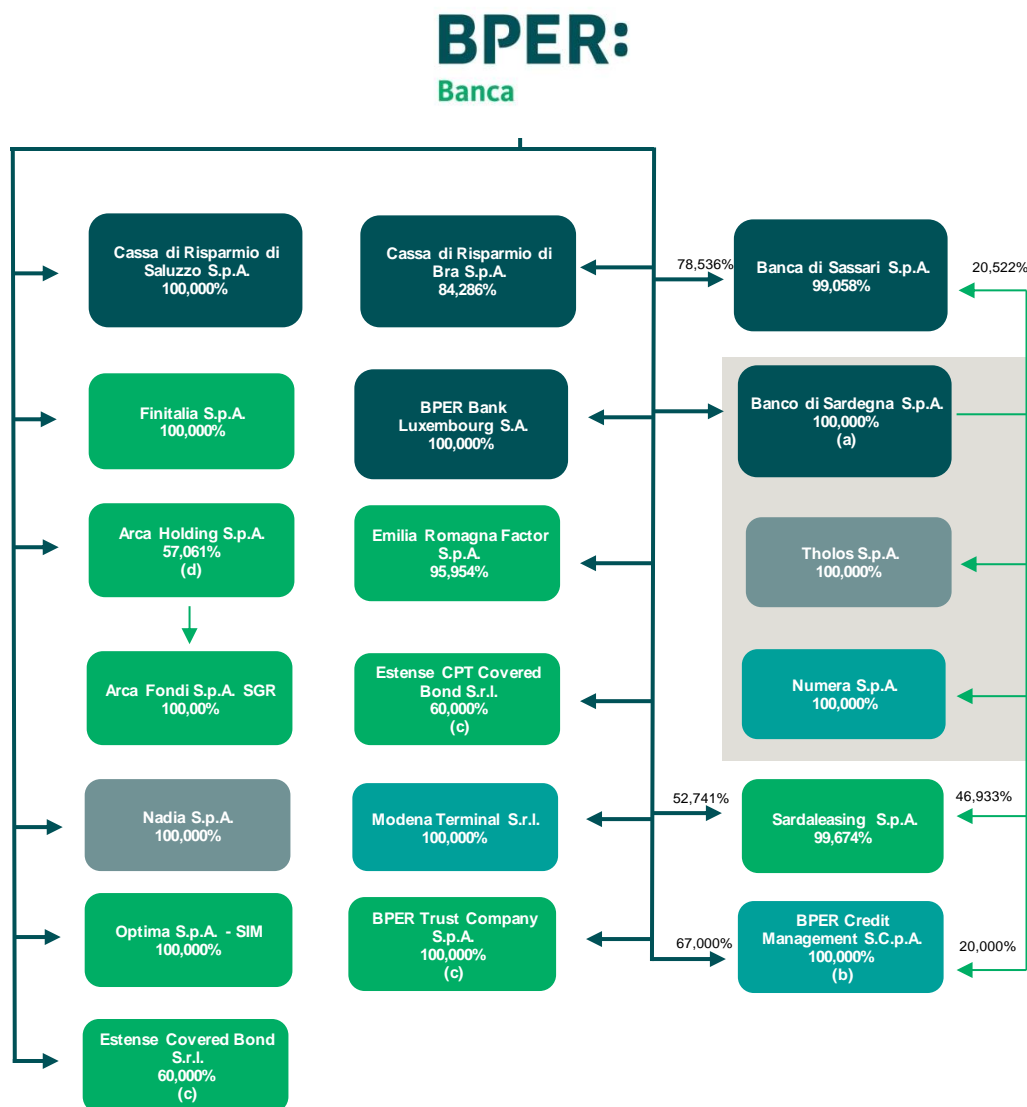 BPER:
Banca
Cassa di Risparmio di
Saluzzo S.p.A.
100,000%
Cassa di Risparmio di
Bra S.p.A.
84,286%
78,536%
Banca di Sassari S.p.A.
99,058%
20,522%
Finitalia S.p.A.
100,000%
BPER Bank
Luxembourg S.A.
100,000%
Banco di Sardegna S.p.A.
100,000%
(a)
Arca Holding S.p.A.
57,061%
(d)
Emilia Romagna Factor
S.p.A.
95,954%
Tholos S.p.A.
100,000%
Arca Fondi S.p.A. SGR
100,00%
Estense CPT Covered
Bond S.r.l.
60,000%
(c)
Numera S.p.A.
100,000%
Nadia S.p.A.
100,000%
Modena Terminal S.r.l.
100,000%
52,741%
Sardaleasing S.p.A.
99,674%
46,933%
Optima S.p.A. - SIM
100,000%
BPER Trust Company
S.p.A.
100,000%
(c)
67,000%
BPER Credit
Management S.C.p.A.
100,000%
(b)
20,000%
Estense Covered Bond
S.r.l.
60,000%
(c)